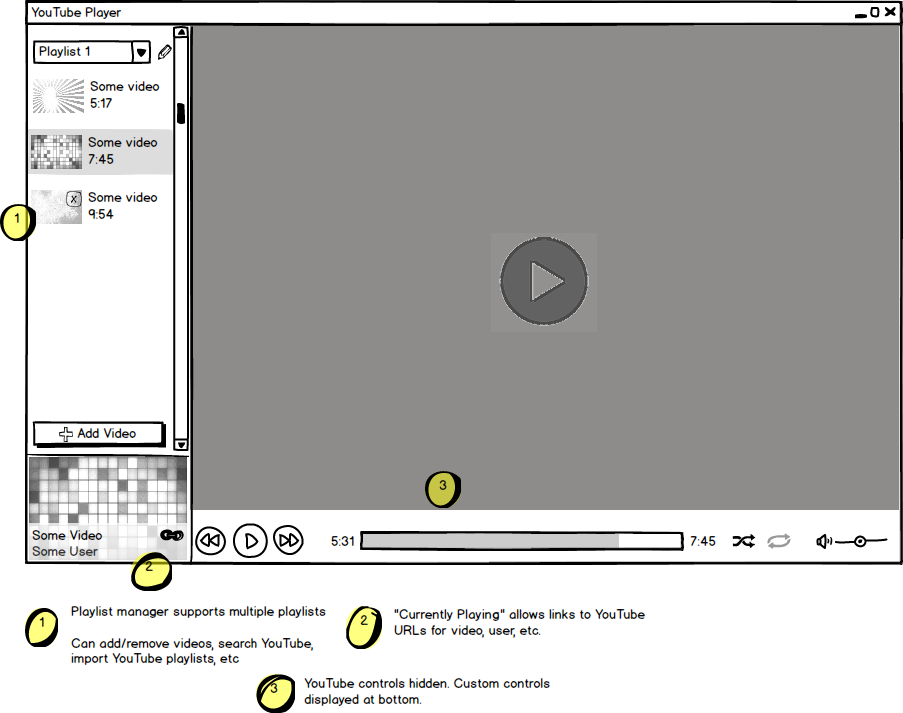 YouTube Player
Playlist 1
Some video
5:17
Some video
7:45
X
Some video
9:54
1
Add Video
3
Some Video
Some User
2
5:31
7:45
1
Playlist manager supports multiple playlists
Can add/remove videos, search YouTube,
import YouTube playlists, etc
2
"Currently Playing" allows links to YouTube
URLs for video, user, etc.
3
YouTube controls hidden. Custom controls
displayed at bottom.